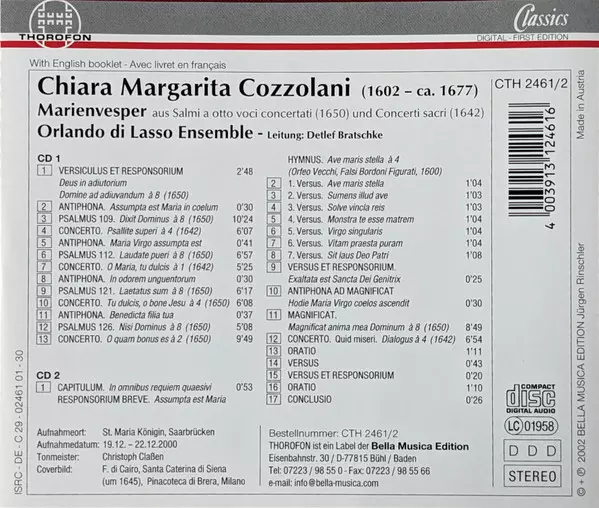 THOROFON
Classics
DIGITAL - FIRST EDITION
With English booklet - Avec livret en français
Chiara Margarita Cozzolani (1602 – ca. 1677)
Marienvesper aus Salmi a otto voci concertati (1650) und Concerti sacri (1642)
Orlando di Lasso Ensemble - Leitung: Detlef Bratschke
CD 1
1 VERSICULUS ET RESPONSORIUM 2'48
Deus in adiutorium
Domine ad adiuvandum à 8 (1650)
2 ANTIPHONA. Assumpta est Maria in coelum 0'30
3 PSALMUS 109. Dixit Dominus à 8 (1650) 10'24
4 CONCERTO. Psallite superi à 4 (1642) 6'07
5 ANTIPHONA. Maria Virgo assumpta est 0'41
6 PSALMUS 112. Laudate pueri à 8 (1650) 6'57
7 CONCERTO. O Maria, tu dulcis à 1 (1642) 5'25
8 ANTIPHONA. In odorem unguentorum 0'30
9 PSALMUS 121. Laetatus sum à 8 (1650) 6'17
10 CONCERTO. Tu dulcis, o bone Jesu à 4 (1650) 6'08
11 ANTIPHONA. Benedicta filia tua 0'37
12 PSALMUS 126. Nisi Dominus à 8 (1650) 5'08
13 CONCERTO. O quam bonus es à 2 (1650) 9'49
CD 2
1 CAPITULUM. In omnibus requiem quaesivi 0'53
RESPONSORIUM BREVE. Assumpta est Maria
HYMNUS. Ave maris stella à 4
(Orfeo Vecchi, Falsi Bordoni Figurati, 1600)
2 1. Versus. Ave maris stella 1'04
3 2. Versus. Sumens illud ave 1'03
4 3. Versus. Solve vincla reis 1'03
5 4. Versus. Monstra te esse matrem 1'04
6 5. Versus. Virgo singularis 1'04
7 6. Versus. Vitam praesta puram 1'04
8 7. Versus. Sit laus Deo Patri 1'08
9 VERSUS ET RESPONSORIUM.
Exaltata est Sancta Dei Genitrix 0'25
10 ANTIPHONA AD MAGNIFICAT
Hodie Maria Virgo coelos ascendit 0'30
11 MAGNIFICAT.
Magnificat anima mea Dominum à 8 (1650) 8'49
12 CONCERTO. Quid miseri. Dialogus à 4 (1642) 6'54
13 ORATIO 1'11
14 VERSUS 0'43
15 VERSUS ET RESPONSORIUM 0'20
16 ORATIO 1'10
17 CONCLUSIO 0'26
Aufnahmeort: St. Maria Königin, Saarbrücken
Aufnahmedatum: 19.12. – 22.12.2000
Tonmeister: Christoph Claßen
Coverbild: F. di Cairo, Santa Caterina di Siena
(um 1645), Pinacoteca di Brera, Milano
Bestellnummer: CTH 2461/2
THOROFON ist ein Label der Bella Musica Edition
Eisenbahnstr. 30 / D-77815 Bühl / Baden
Tel: 07223 / 98 55 0 - Fax: 07223 / 98 55 66
e-mail: info@bella-musica.com
CTH 2461/2
4 003913 124616
Made in Austria
COMPACT
disc
DIGITAL AUDIO
LC 01958
D D D
STEREO
© + ℗ 2002 BELLA MUSICA EDITION Jürgen Rinschler
ISRC - DE - C 29 - 02461 01 - 30